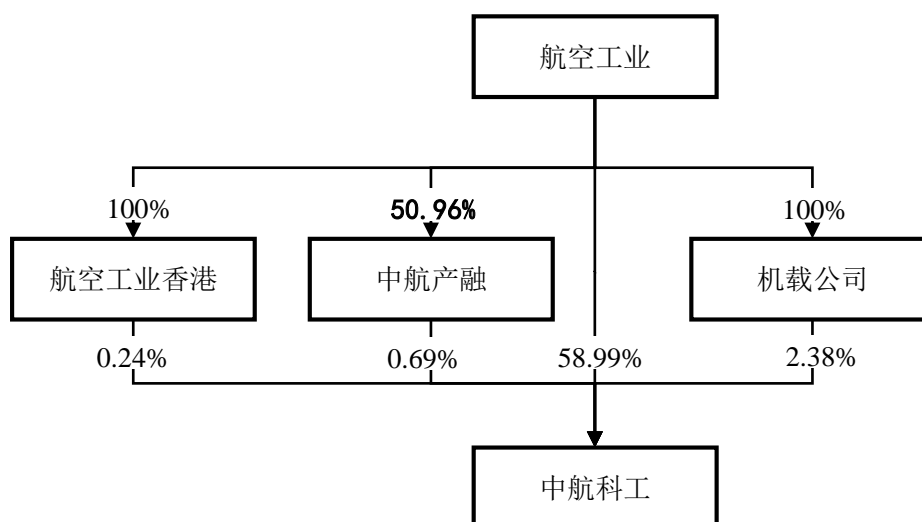 航空工业
100%
50.96%
100%
航空工业香港
中航产融
机载公司
0.24%
0.69%
58.99%
2.38%
中航科工